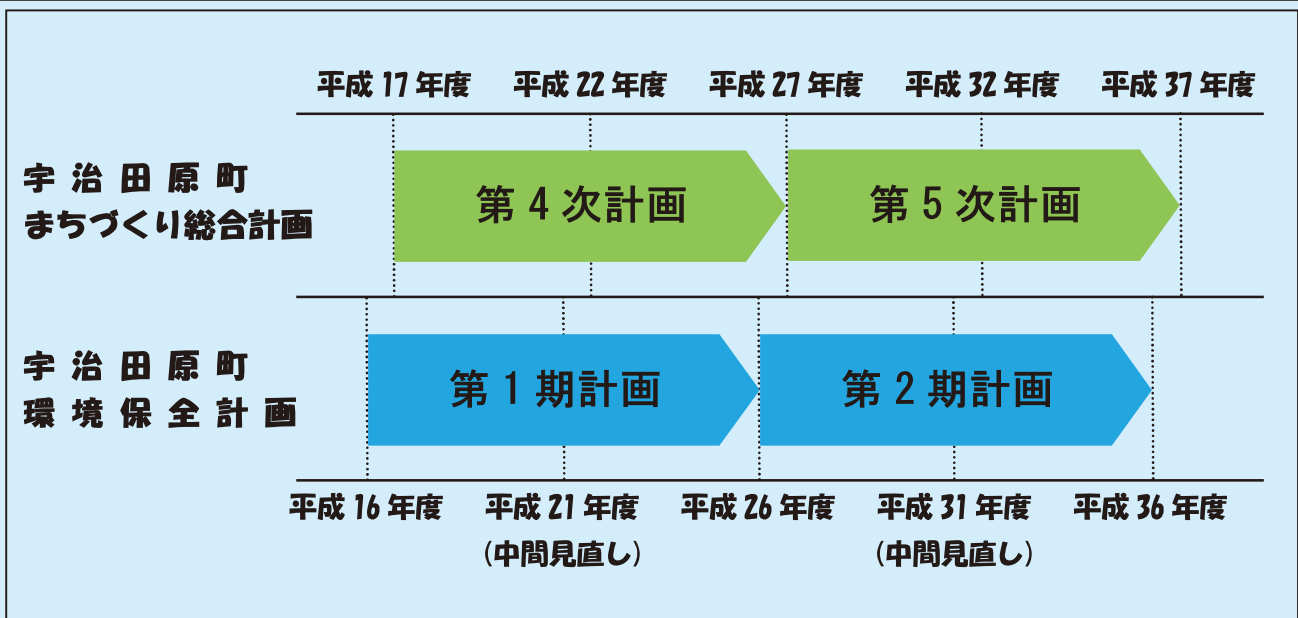 平成 17 年度 平成 22 年度 平成 27 年度 平成 32 年度 平成 37 年度
宇治田原町
まちづくり総合計画
第 4 次計画 第 5 次計画
宇治田原町
環境保全計画
第 1 期計画 第 2 期計画
平成 16 年度 平成 21 年度 平成 26 年度 平成 31 年度 平成 36 年度
(中間見直し) (中間見直し)